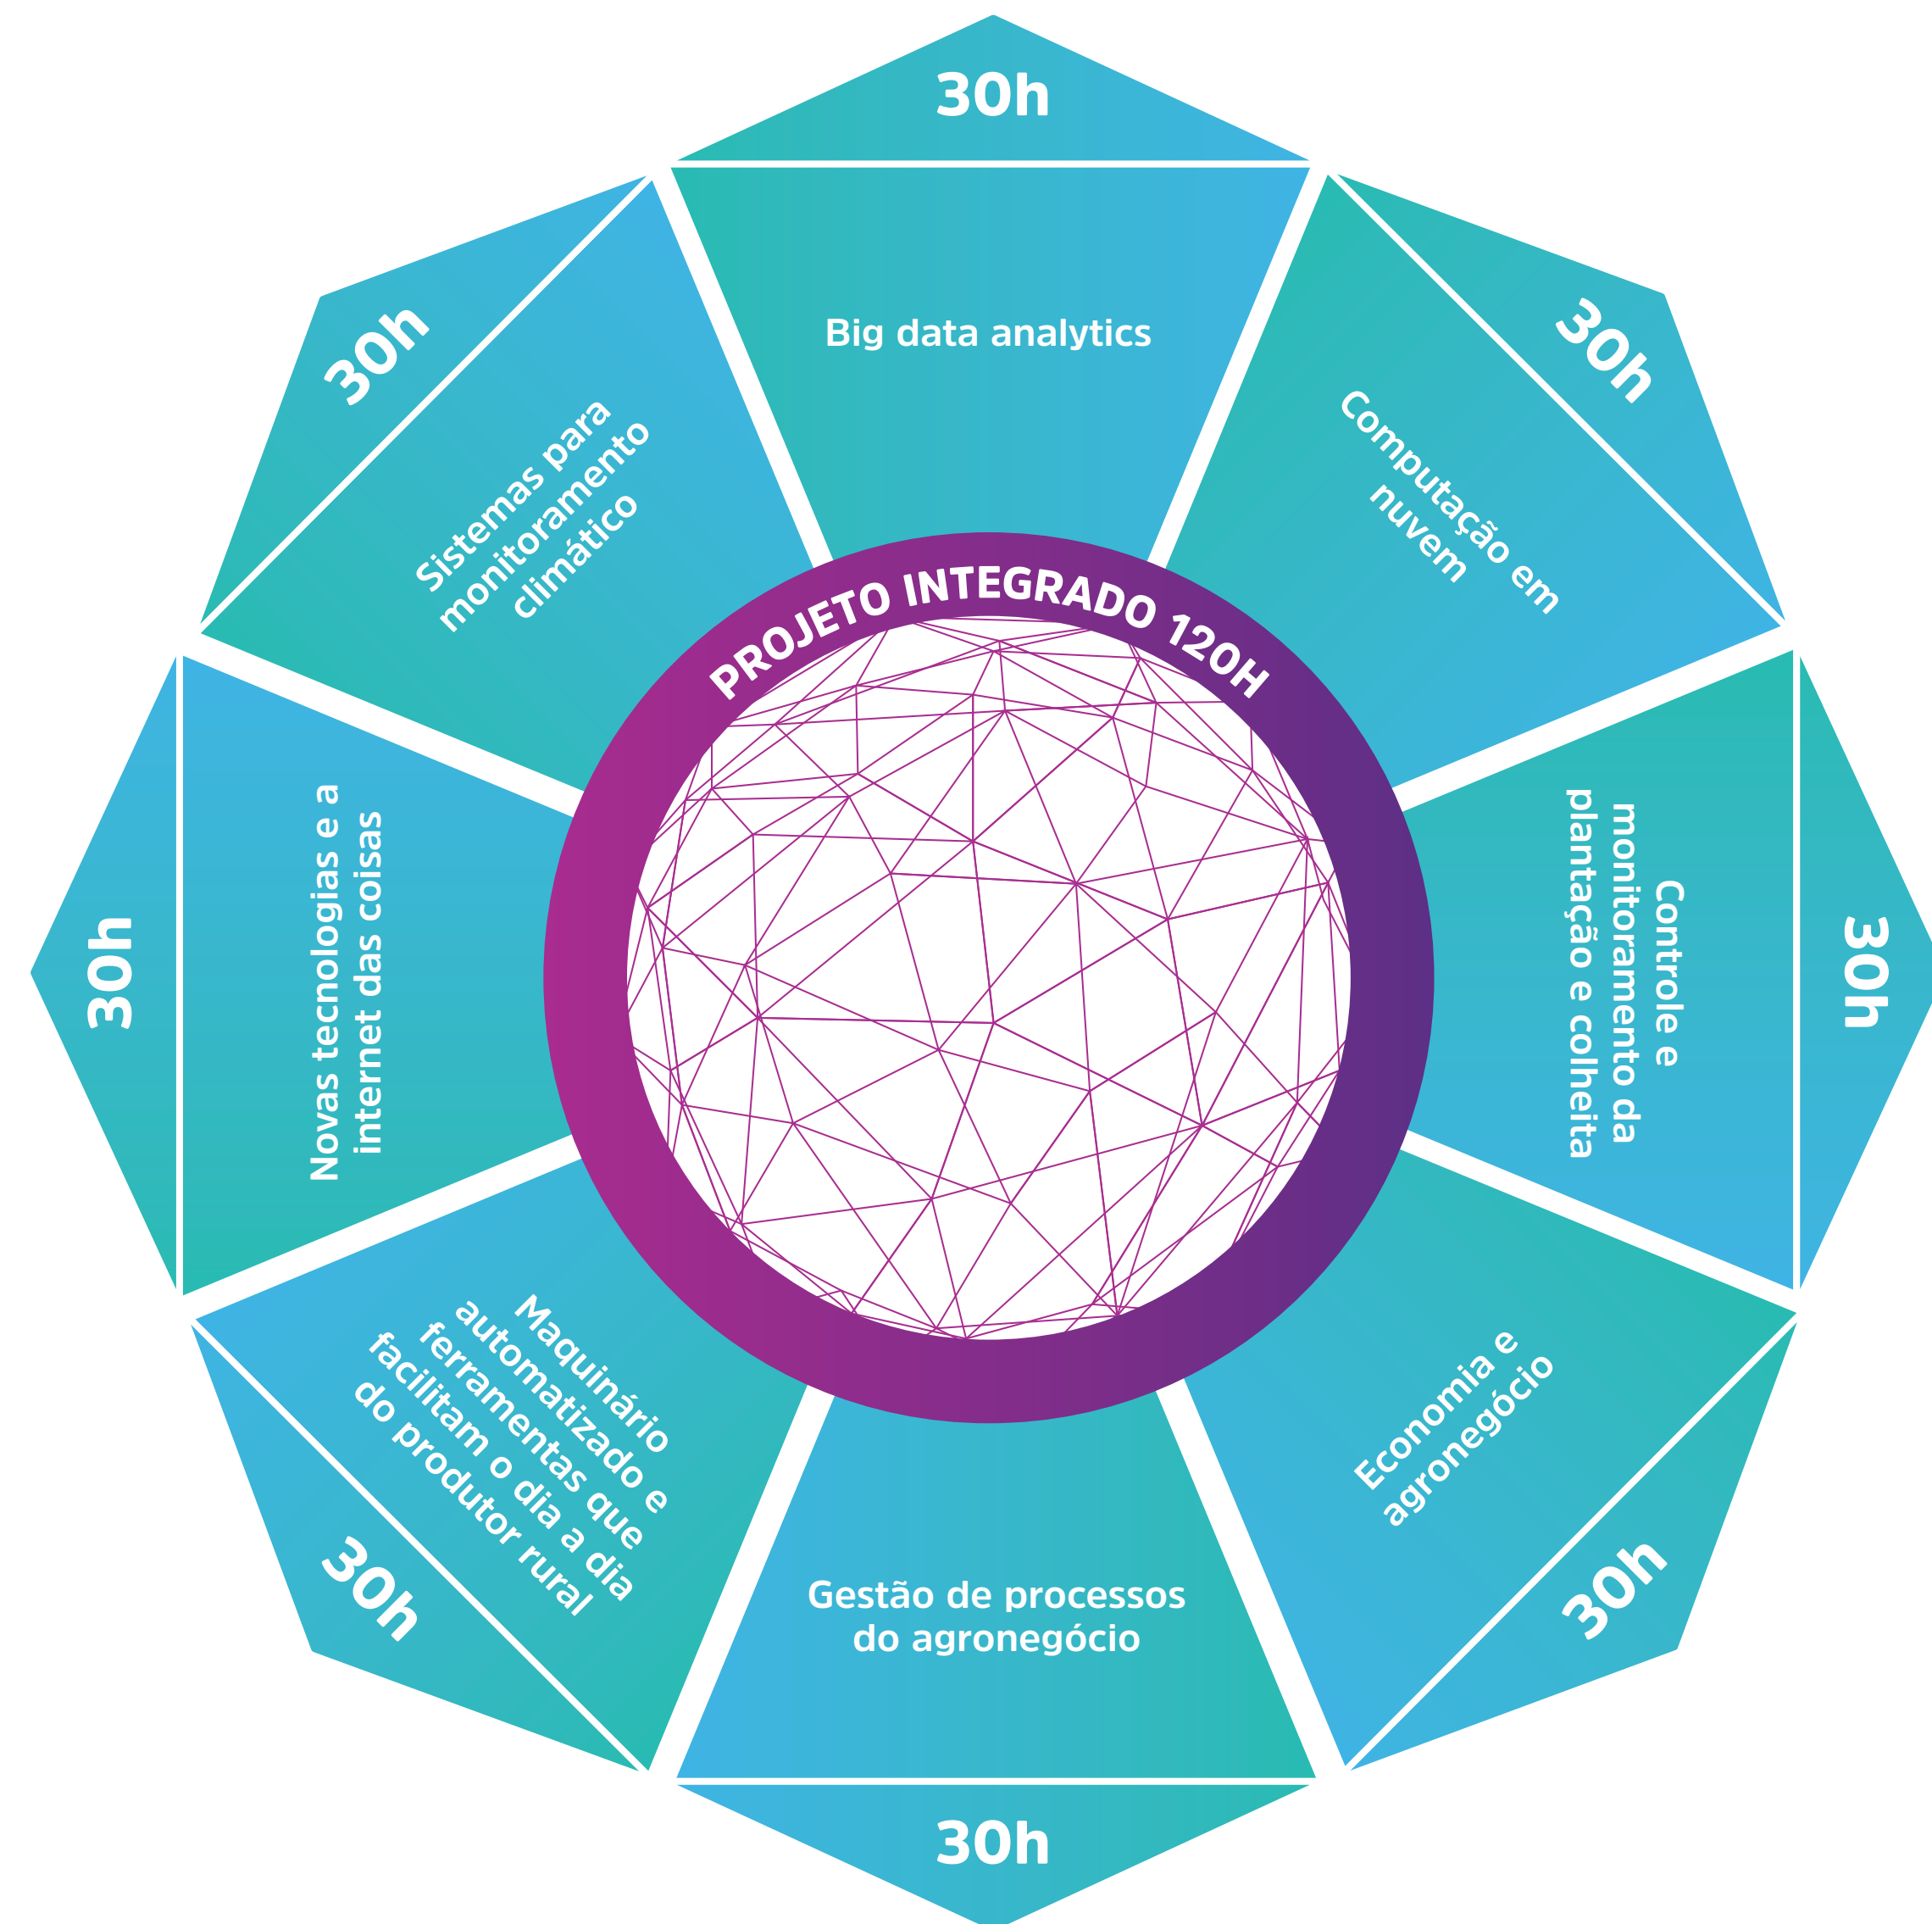 30h
Big data analytics
30h
Computação em
nuvem
30h
Controle e
monitoramento da
plantação e colheita
30h
Economia e
agronegócio
30h
Gestão de processos
do agronegócio
30h
Maquinário
automatizado e
ferramentas que
facilitam o dia a dia
do produtor rural
30h
Novas tecnologias e a
internet das coisas
30h
Sistemas para
monitoramento
climático
PROJETO INTEGRADO 120H